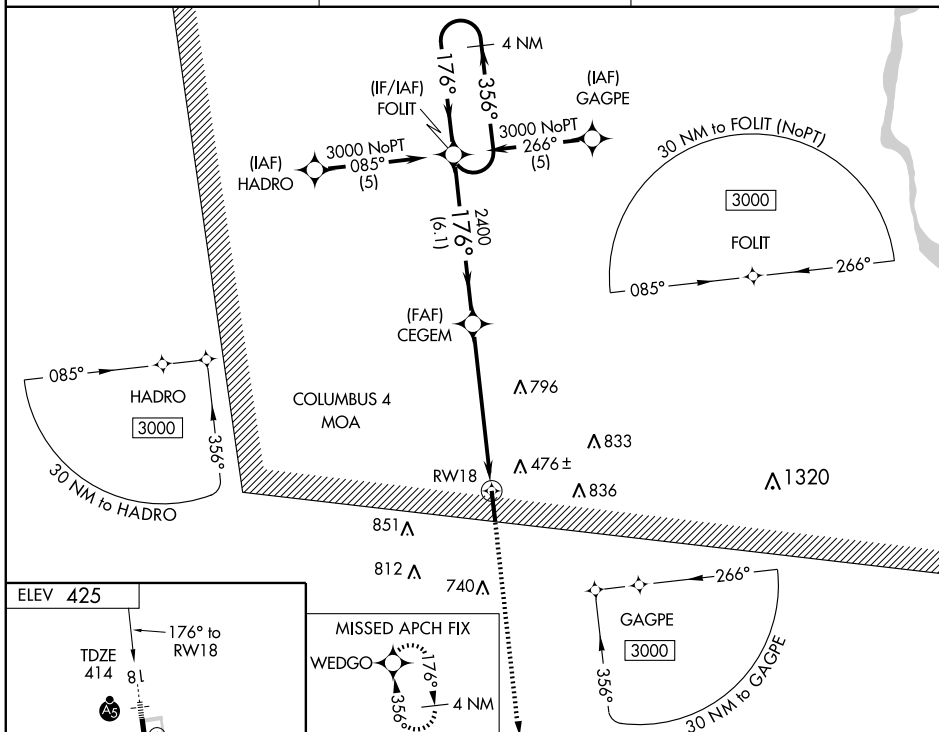 4 NM
176°
356°
(IF/IAF)
FOLIT
(IAF)
GAGPE
3000 NoPT
266°
(5)
(IAF)
HADRO
3000 NoPT
085°
(5)
30 NM to FOLIT (NoPT)
3000
FOLIT
085°
266°
2400
176°
(6.1)
(FAF)
CEGEM
085°
HADRO
3000
356°
30 NM to HADRO
COLUMBUS 4
MOA
796
833
476±
RW18
836
1320
851
812
740
266°
GAGPE
3000
356°
30 NM to GAGPE
ELEV 425
176° to
RW18
TDZE
414
18
A5
MISSED APCH FIX
WEDGO
176°
356°
4 NM